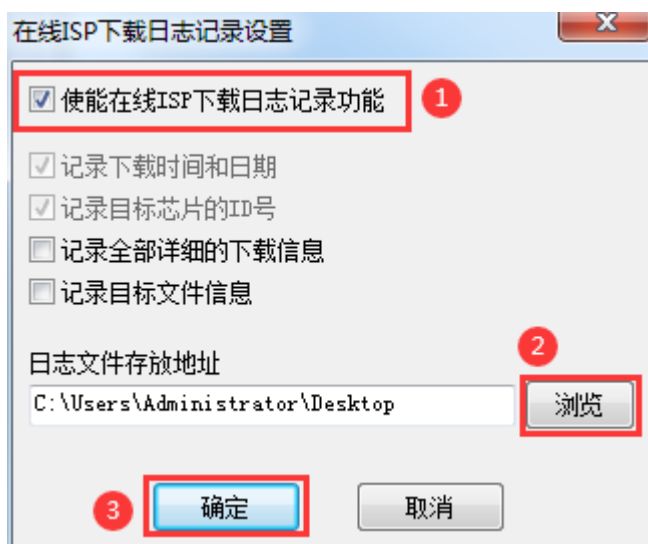 在线ISP下载日志记录设置
使能在线ISP下载日志记录功能 1
记录下载时间和日期
记录目标芯片的ID号
记录全部详细的下载信息
记录目标文件信息
日志文件存放地址 2
C:\Users\Administrator\Desktop 浏览
3 确定 取消